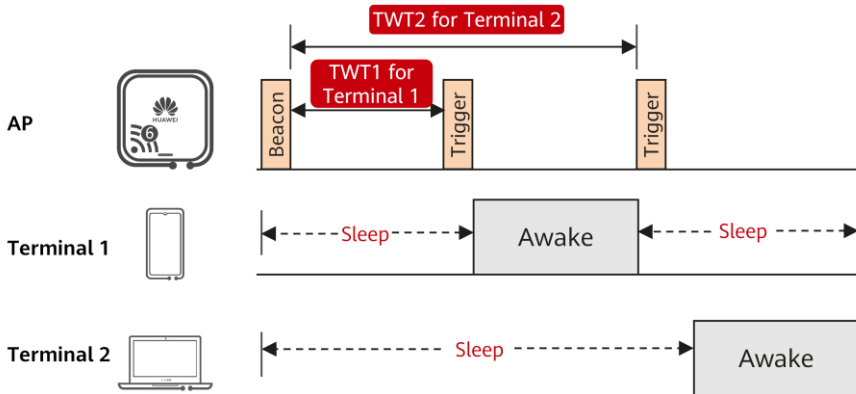 TWT2 for Terminal 2
TWT1 for
Terminal 1
AP
HUAWEI
6
Beacon
Trigger
Trigger
Terminal 1
Sleep
Awake
Sleep
Terminal 2
Sleep
Awake